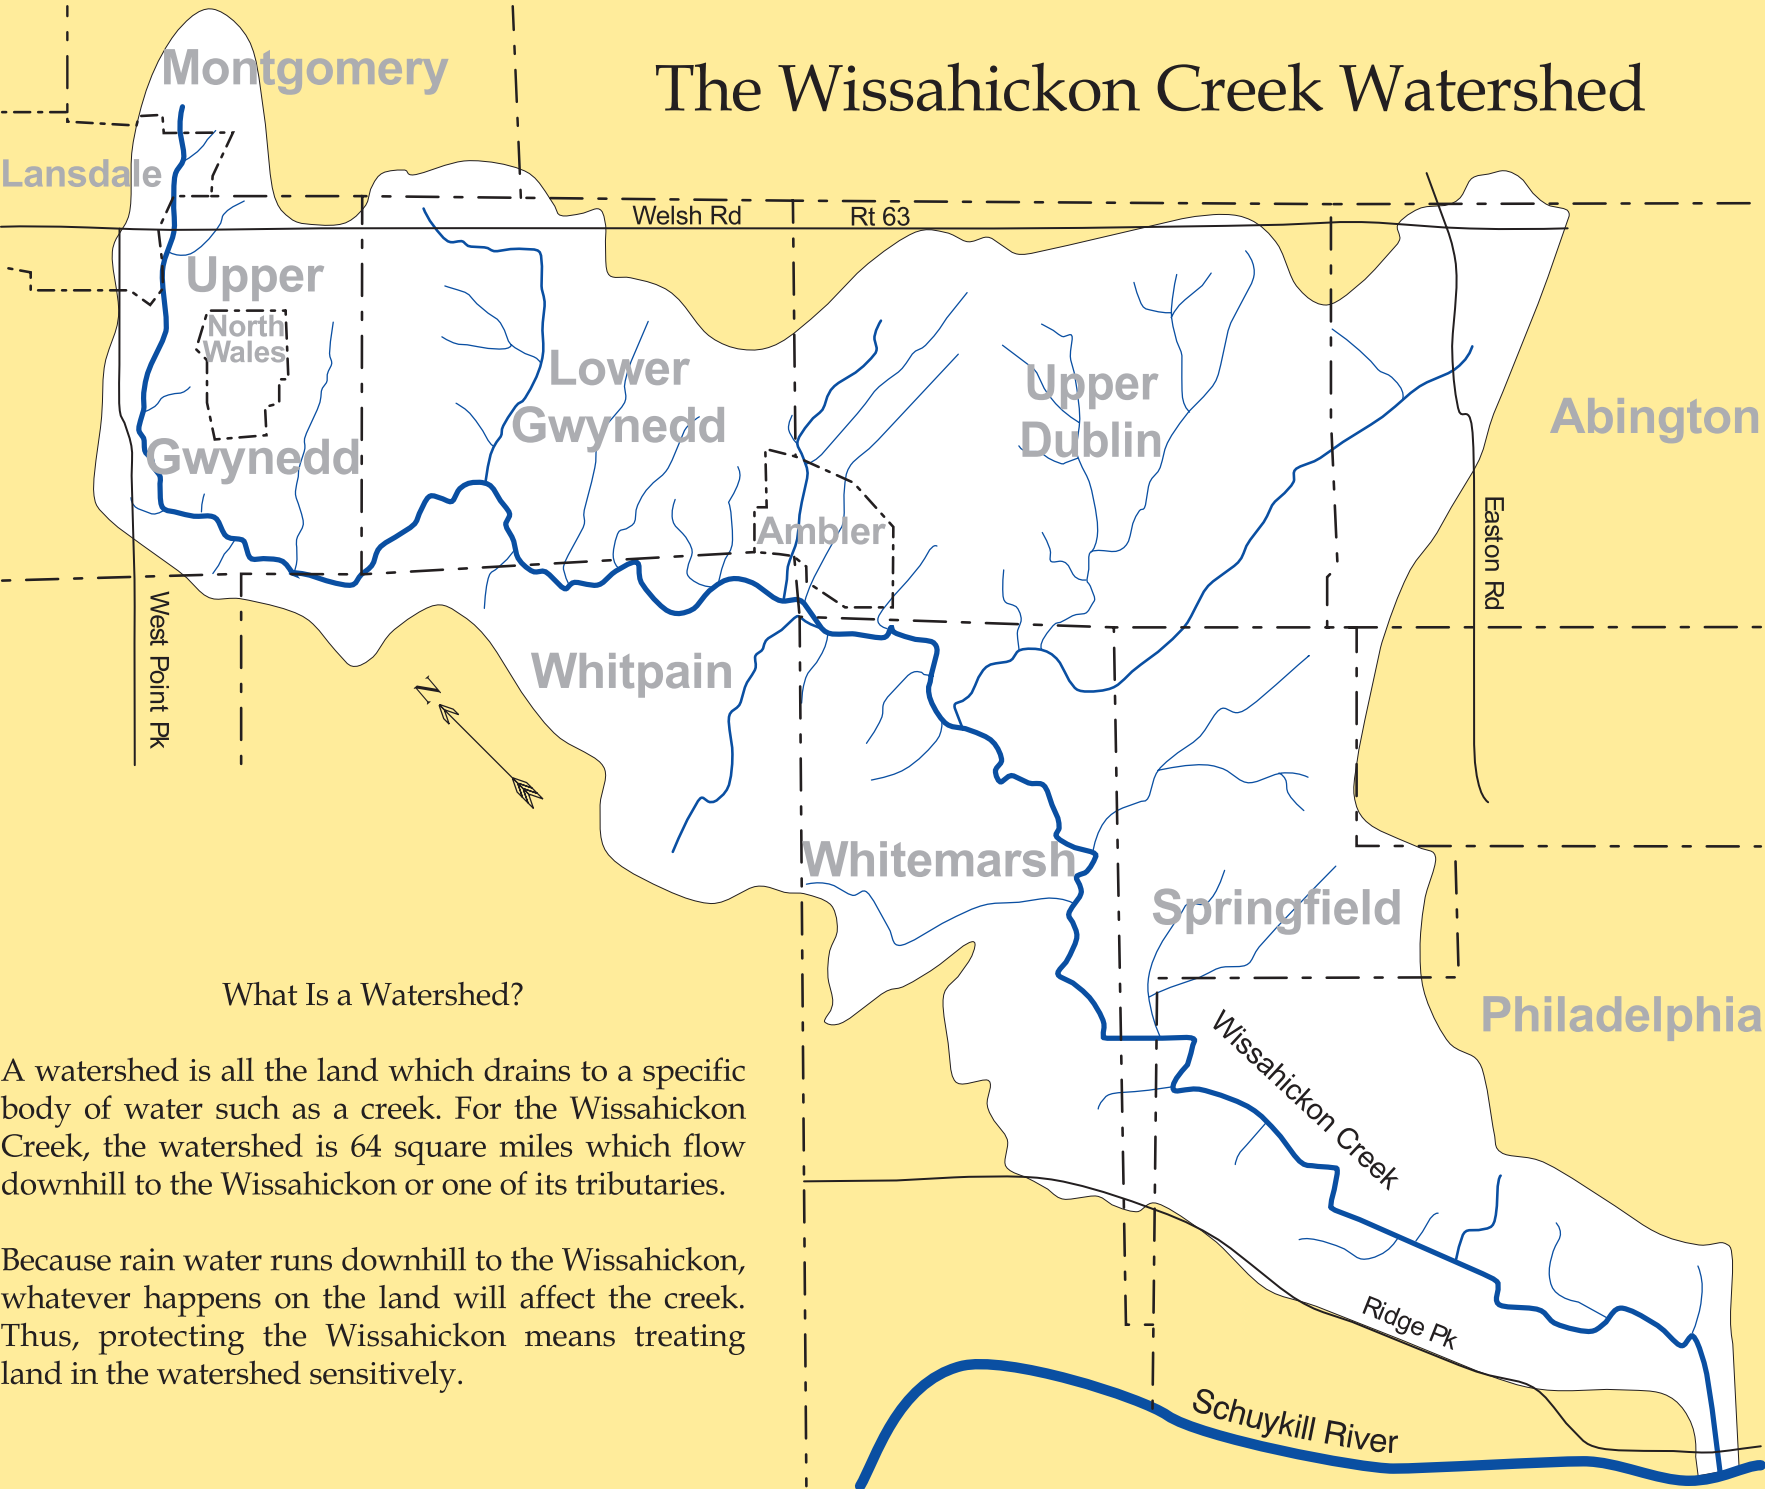 The Wissahickon Creek Watershed
Montgomery
Lansdale
Welsh Rd
Rt 63
Upper
Gwynedd
North
Wales
Lower
Gwynedd
Upper
Dublin
Abington
Ambler
Easton Rd
West Point Pk
N
Whitpain
Whitemarsh
Springfield
Philadelphia
Wissahickon Creek
Ridge Pk
Schuykill River
What Is a Watershed?
A watershed is all the land which drains to a specific
body of water such as a creek. For the Wissahickon
Creek, the watershed is 64 square miles which flow
downhill to the Wissahickon or one of its tributaries.
Because rain water runs downhill to the Wissahickon,
whatever happens on the land will affect the creek.
Thus, protecting the Wissahickon means treating
land in the watershed sensitively.